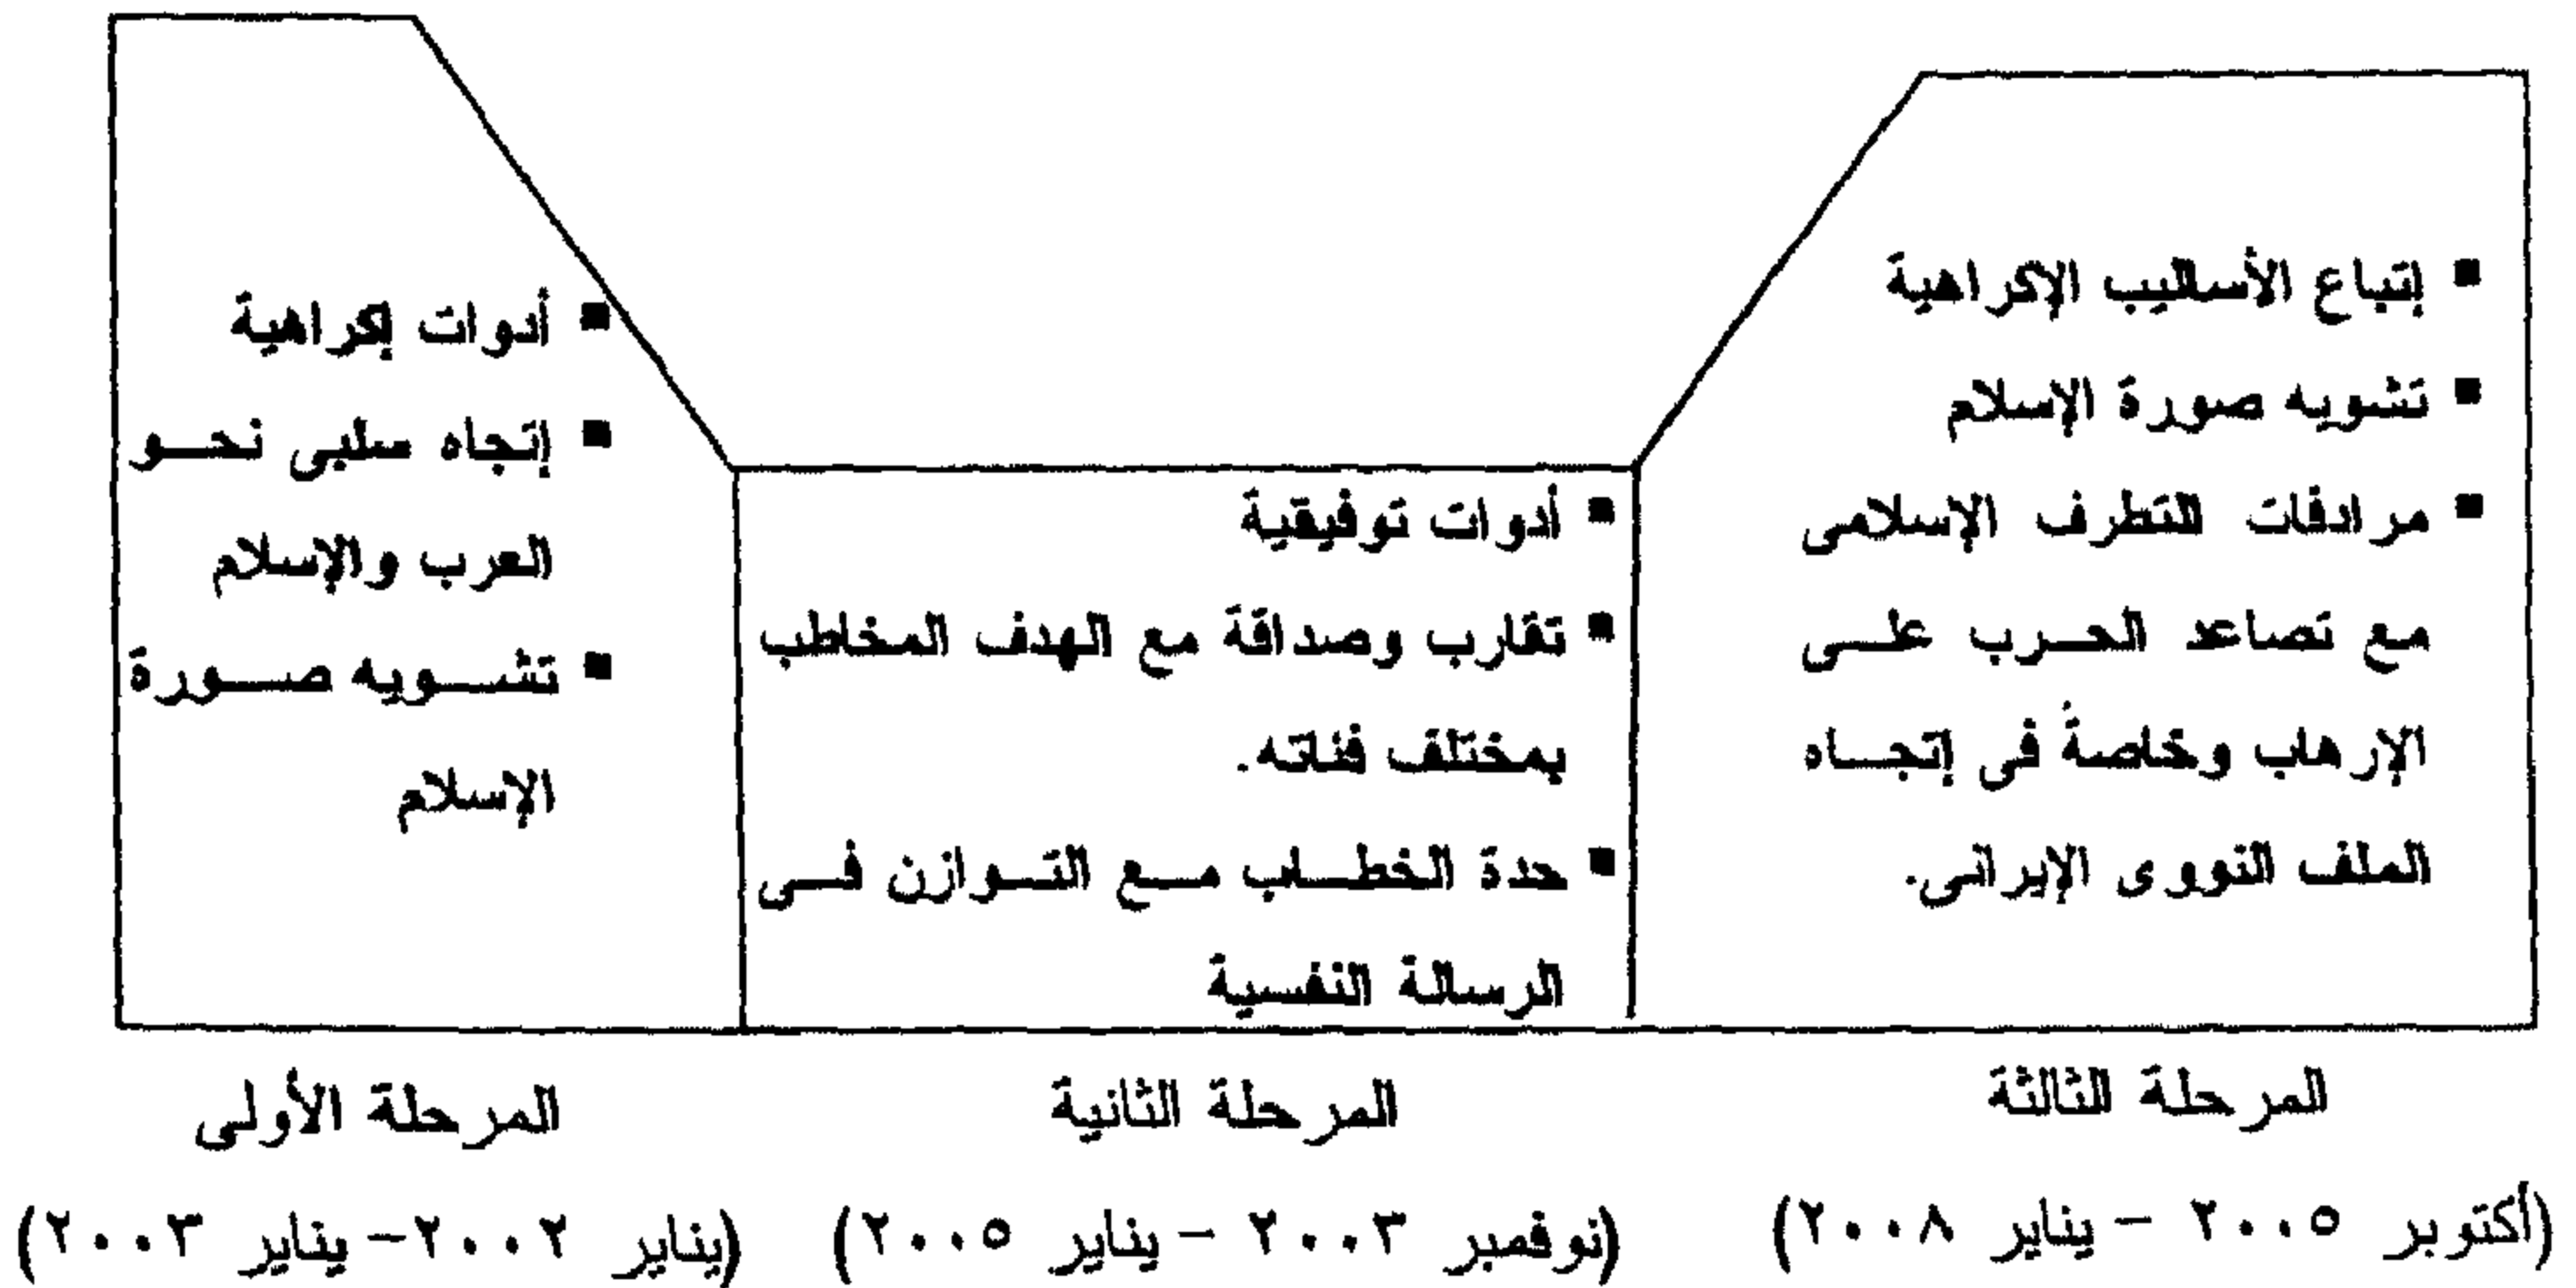 ■ أدوات إكراهية
■ إتجاه سلبى نحو
العرب والإسلام
■ تشويه صورة
الإسلام
■ أدوات توفيقية
■ تقارب وصداقة مع الهدف المخاطب
بمختلف فئاته.
■ حدة الخطاب مع التوازن فى
الرسالة النفسية
■ إتباع الأساليب الإكراهية
■ تشويه صورة الإسلام
■ مرادفات للتطرف الإسلامى
مع تصاعد الحرب على
الإرهاب وخاصةً فى إتجاه
الملف النووى الإيرانى.
المرحلة الأولى
(يناير ٢٠٠٢- يناير ٢٠٠٣)
المرحلة الثانية
(نوفمبر ٢٠٠٣ - يناير ٢٠٠٥)
المرحلة الثالثة
(أكتوبر ٢٠٠٥ - يناير ٢٠٠٨)